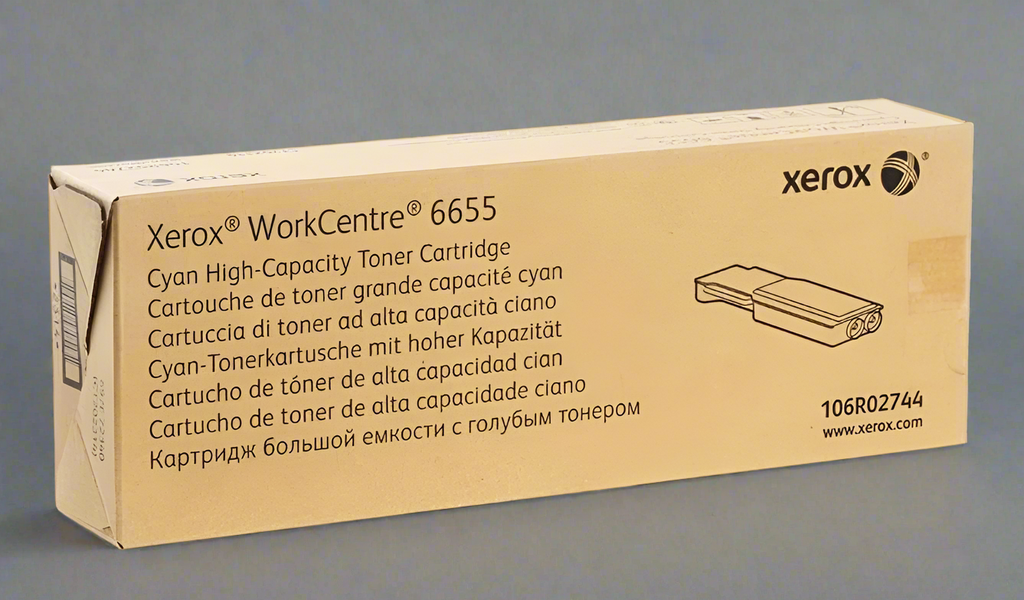 xerox®
Xerox® WorkCentre® 6655
Cyan High-Capacity Toner Cartridge
Cartouche de toner grande capacité cyan
Cartuccia di toner ad alta capacità ciano
Cyan-Tonerkartusche mit hoher Kapazität
Cartucho de tóner de alta capacidad cian
Cartucho de toner de alta capacidade ciano
Картридж большой емкости с голубым тонером
106R02744
www.xerox.com
xerox